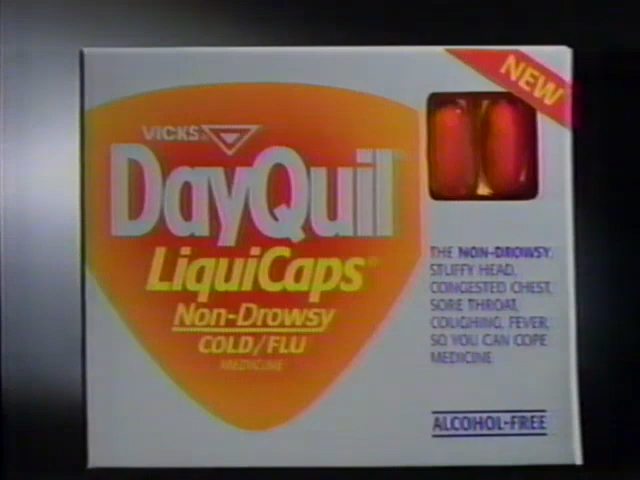 NEW
VICKS
DayQuil
LiquiCaps®
Non-Drowsy
COLD/FLU
MEDICINE
THE NON-DROWSY,
STUFFY HEAD,
CONGESTED CHEST,
SORE THROAT,
COUGHING, FEVER,
SO YOU CAN COPE
MEDICINE
ALCOHOL-FREE